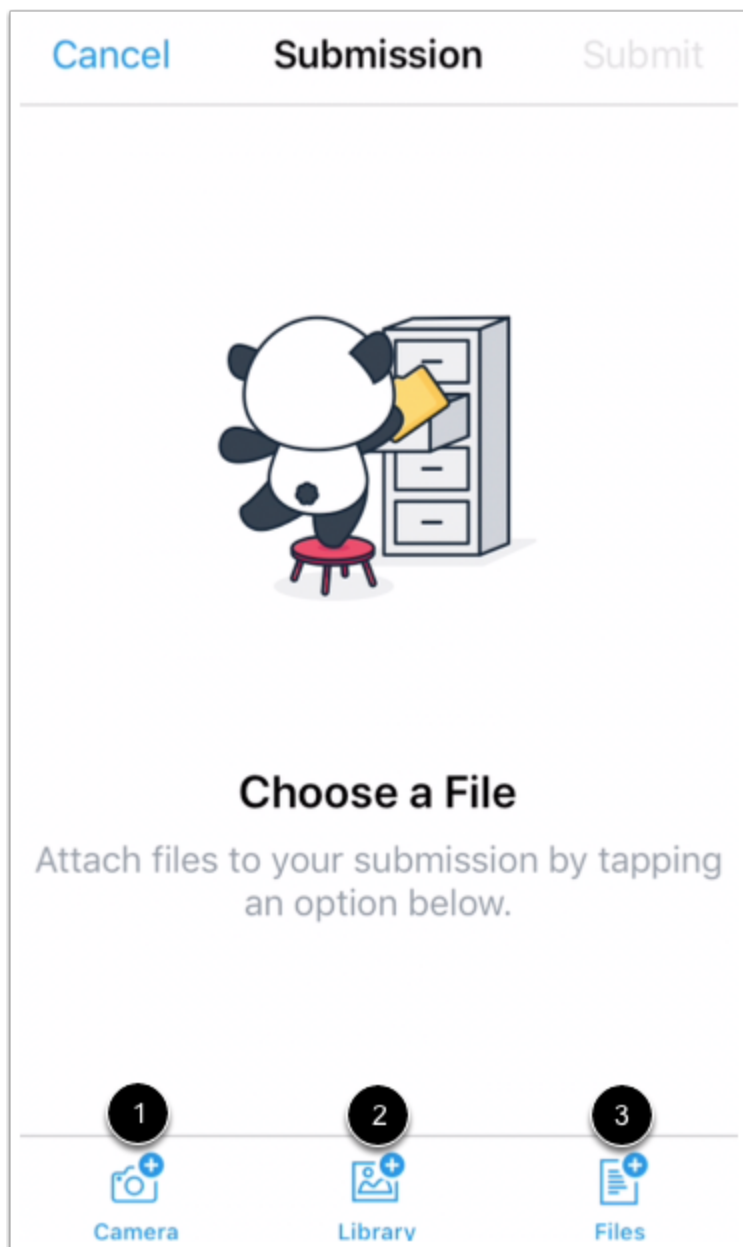 Cancel Submission Submit
Choose a File
Attach files to your submission by tapping
an option below.
1 2 3
Camera Library Files